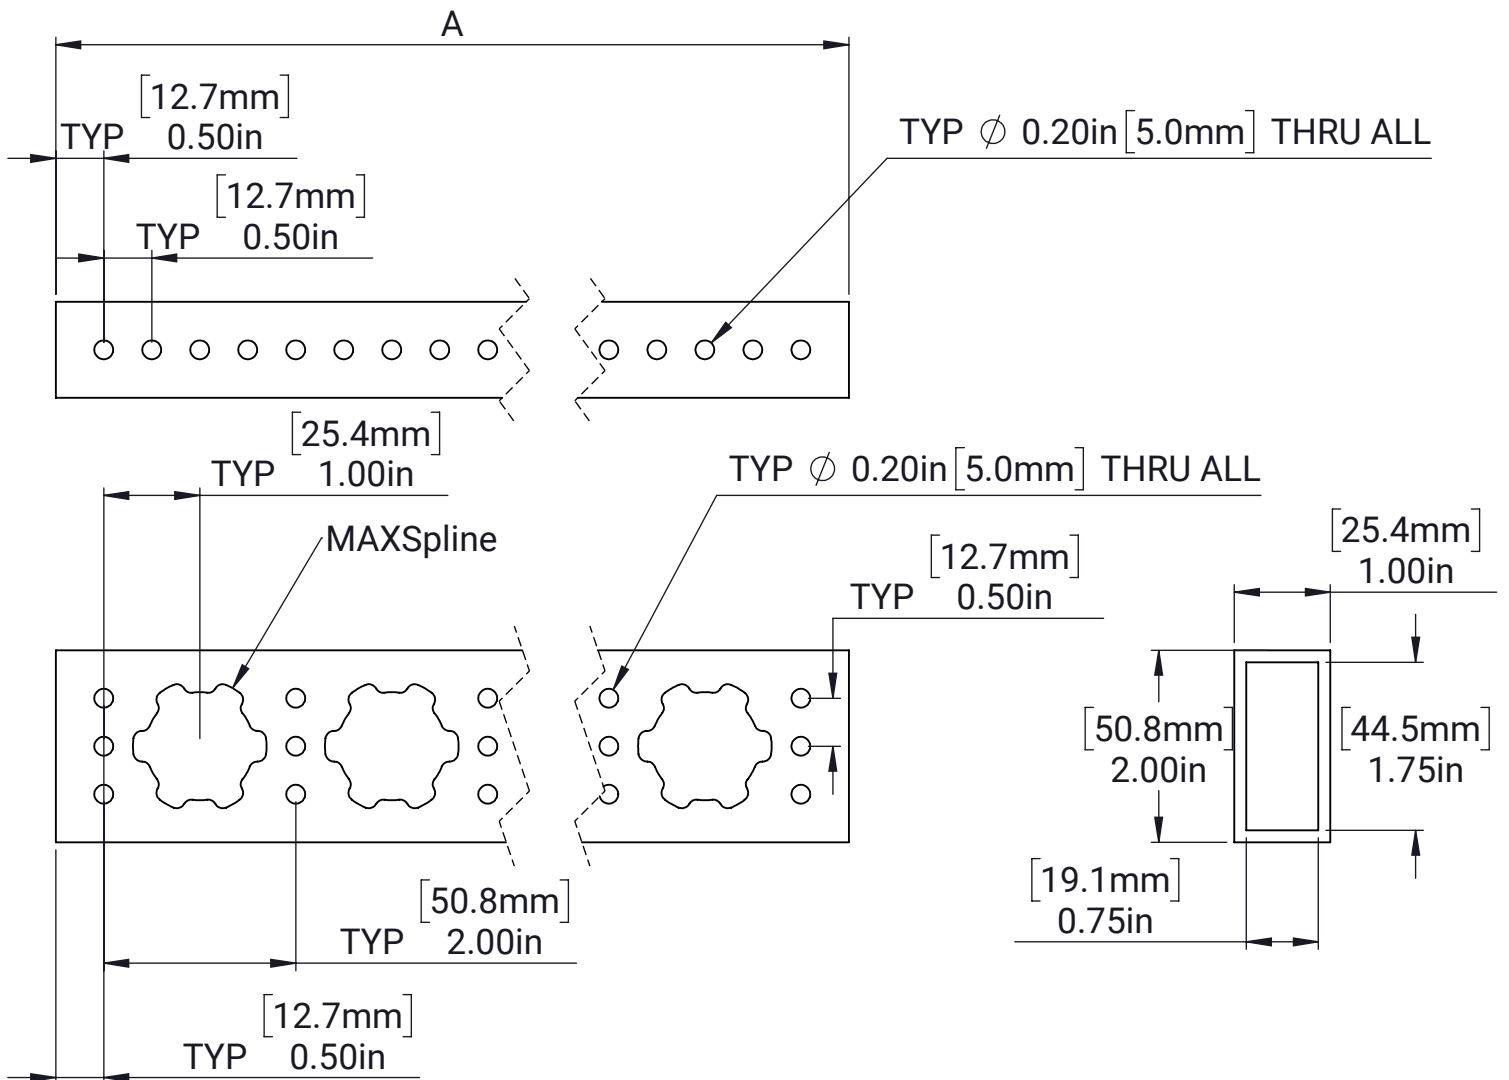 A
[12.7mm]
TYP 0.50in
TYP ∅ 0.20in[5.0mm] THRU ALL
[12.7mm]
TYP 0.50in
[25.4mm]
TYP 1.00in
TYP ∅ 0.20in[5.0mm] THRU ALL
MAXSpline
[12.7mm]
TYP 0.50in
[25.4mm]
1.00in
[50.8mm]
2.00in
[44.5mm]
1.75in
[19.1mm]
0.75in
[50.8mm]
TYP 2.00in
[12.7mm]
TYP 0.50in